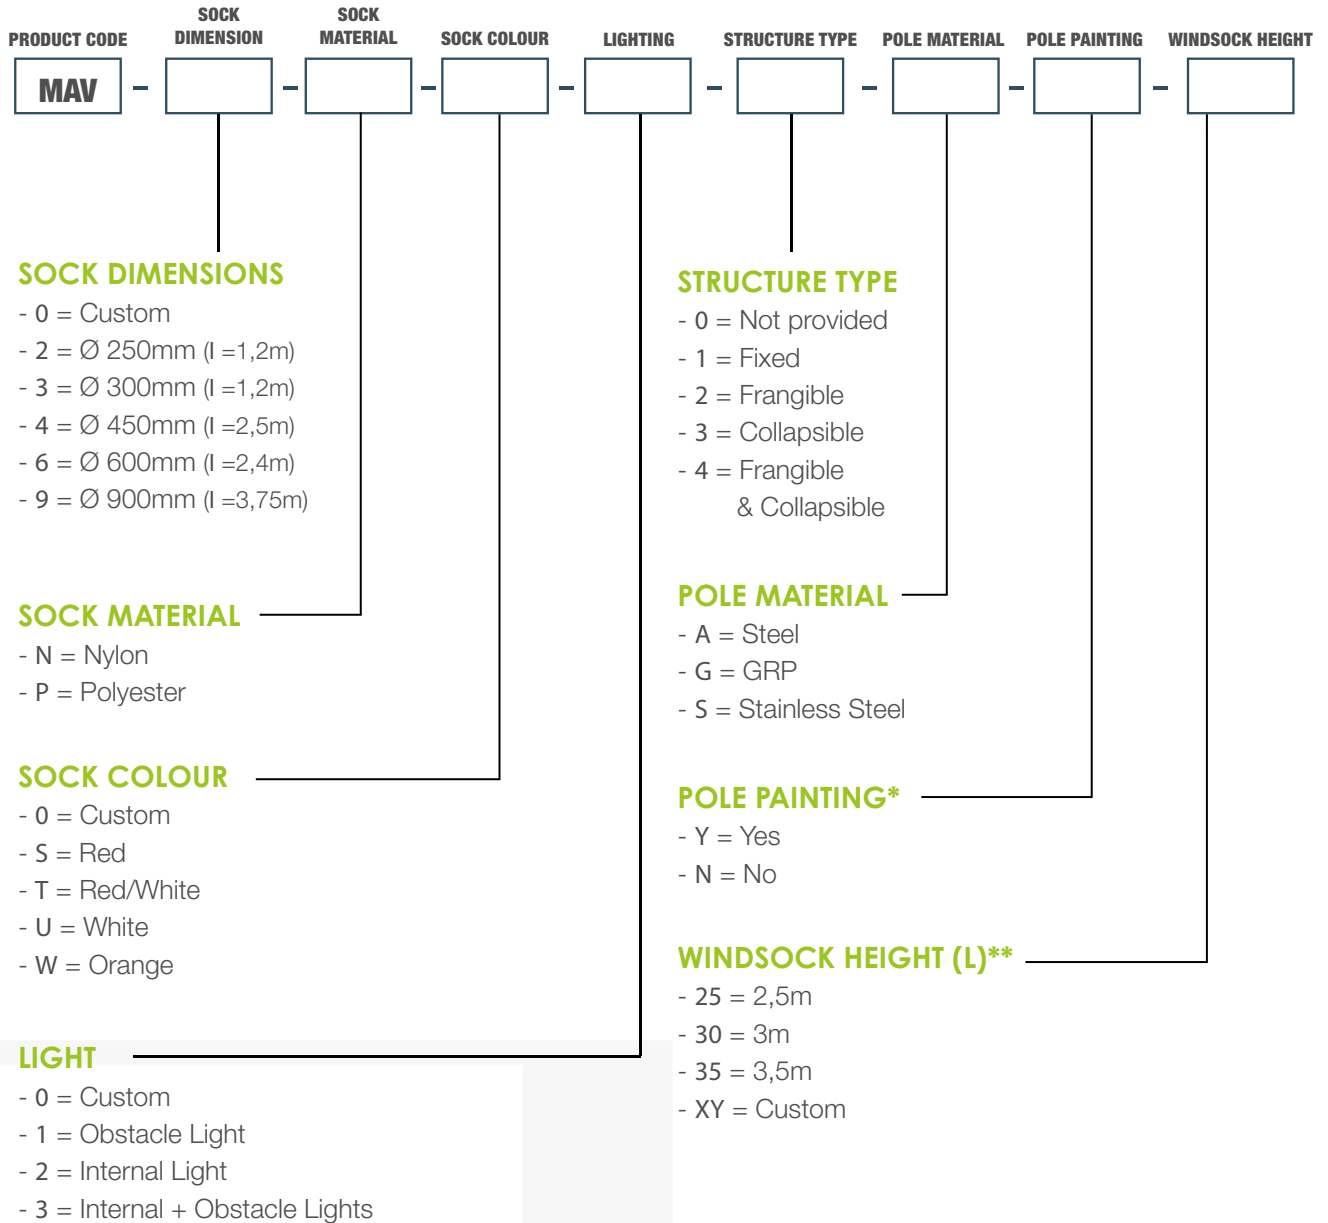 PRODUCT CODE
SOCK
DIMENSION
SOCK
MATERIAL
SOCK COLOUR
LIGHTING
STRUCTURE TYPE
POLE MATERIAL
POLE PAINTING
WINDSOCK HEIGHT
MAV - - - - - - - -
SOCK DIMENSIONS
- 0 = Custom
- 2 = Ø 250mm (l =1,2m)
- 3 = Ø 300mm (l =1,2m)
- 4 = Ø 450mm (l =2,5m)
- 6 = Ø 600mm (l =2,4m)
- 9 = Ø 900mm (l =3,75m)
SOCK MATERIAL
- N = Nylon
- P = Polyester
SOCK COLOUR
- 0 = Custom
- S = Red
- T = Red/White
- U = White
- W = Orange
LIGHT
- 0 = Custom
- 1 = Obstacle Light
- 2 = Internal Light
- 3 = Internal + Obstacle Lights
STRUCTURE TYPE
- 0 = Not provided
- 1 = Fixed
- 2 = Frangible
- 3 = Collapsible
- 4 = Frangible
& Collapsible
POLE MATERIAL
- A = Steel
- G = GRP
- S = Stainless Steel
POLE PAINTING*
- Y = Yes
- N = No
WINDSOCK HEIGHT (L)**
- 25 = 2,5m
- 30 = 3m
- 35 = 3,5m
- XY = Custom